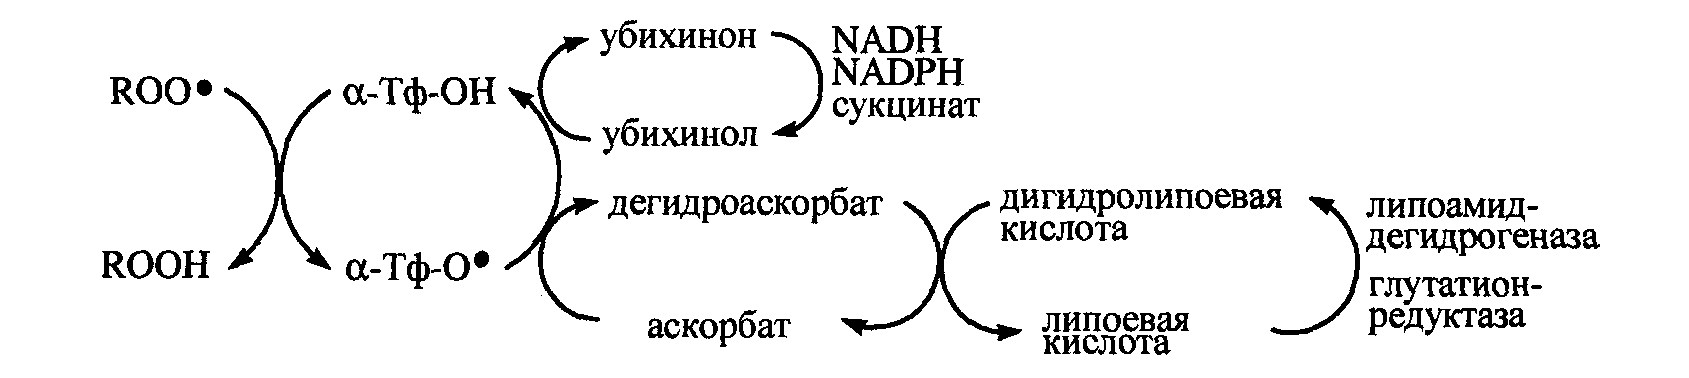 убихинон
NADH
NADPH
сукцинат
ROO•
α-Тф-ОН
убихинол
дегидроаскорбат
дигидролипоевая
кислота
липоамид-
дегидрогеназа
ROOH
α-Тф-О•
глутатион-
редуктаза
аскорбат
липоевая
кислота